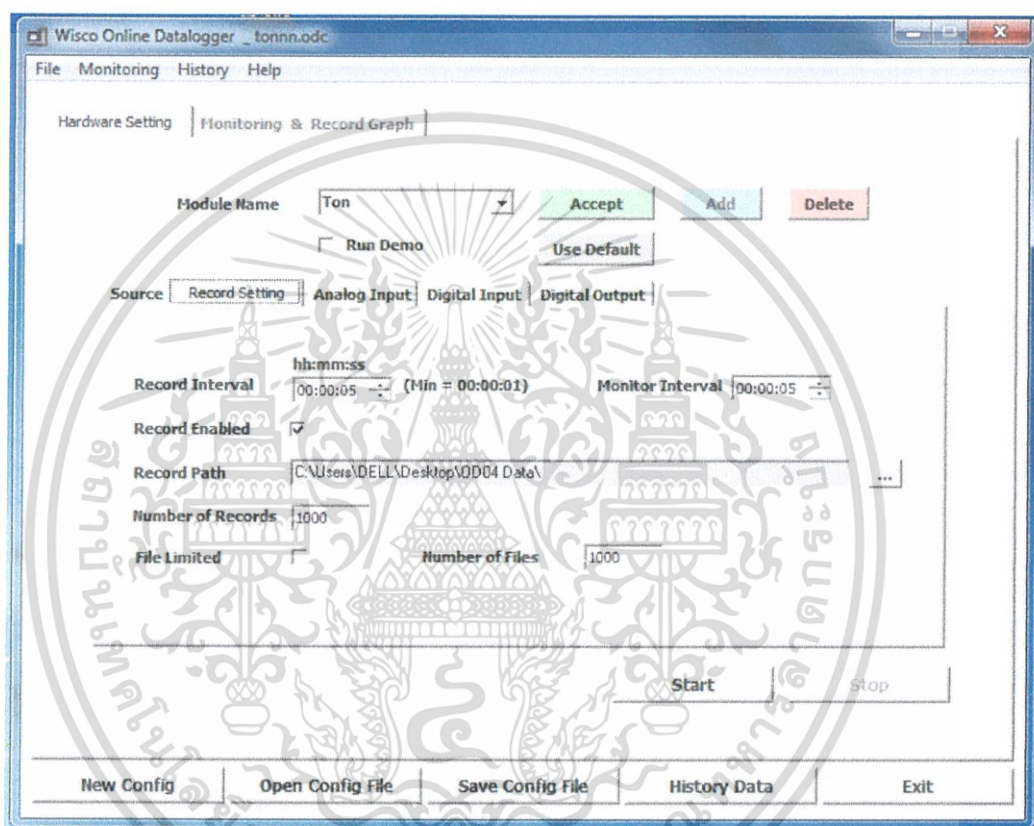 Wisco Online Datalogger _ tonnn.odc
File Monitoring History Help
Hardware Setting Monitoring & Record Graph
Module Name Ton Accept Add Delete
Run Demo Use Default
Source Record Setting Analog Input Digital Input Digital Output
hh:mm:ss
Record Interval 00:00:05 (Min = 00:00:01) Monitor Interval 00:00:05
Record Enabled
Record Path C:\Users\DELL\Desktop\OD04 Data\ ...
Number of Records 1000
File Limited Number of Files 1000
Start Stop
New Config Open Config File Save Config File History Data Exit